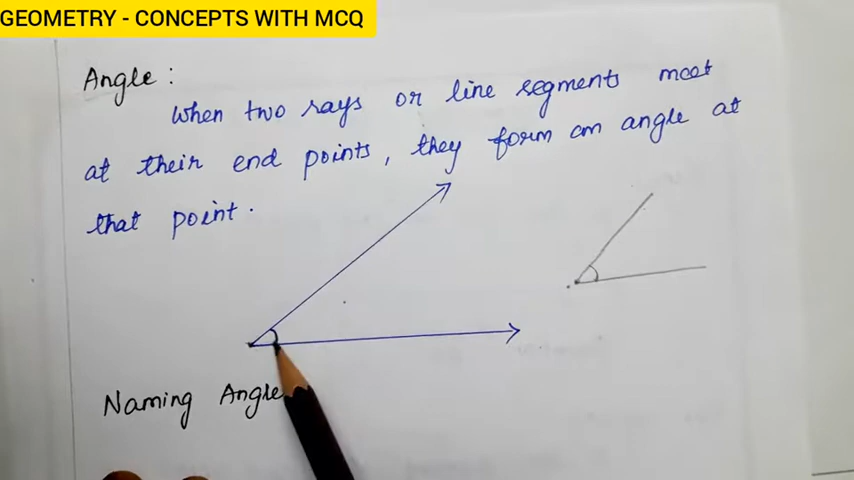 GEOMETRY - CONCEPTS WITH MCQ
Angle :
When two rays or line segments meet
at their end points, they form an angle at
that point.
Naming Angle